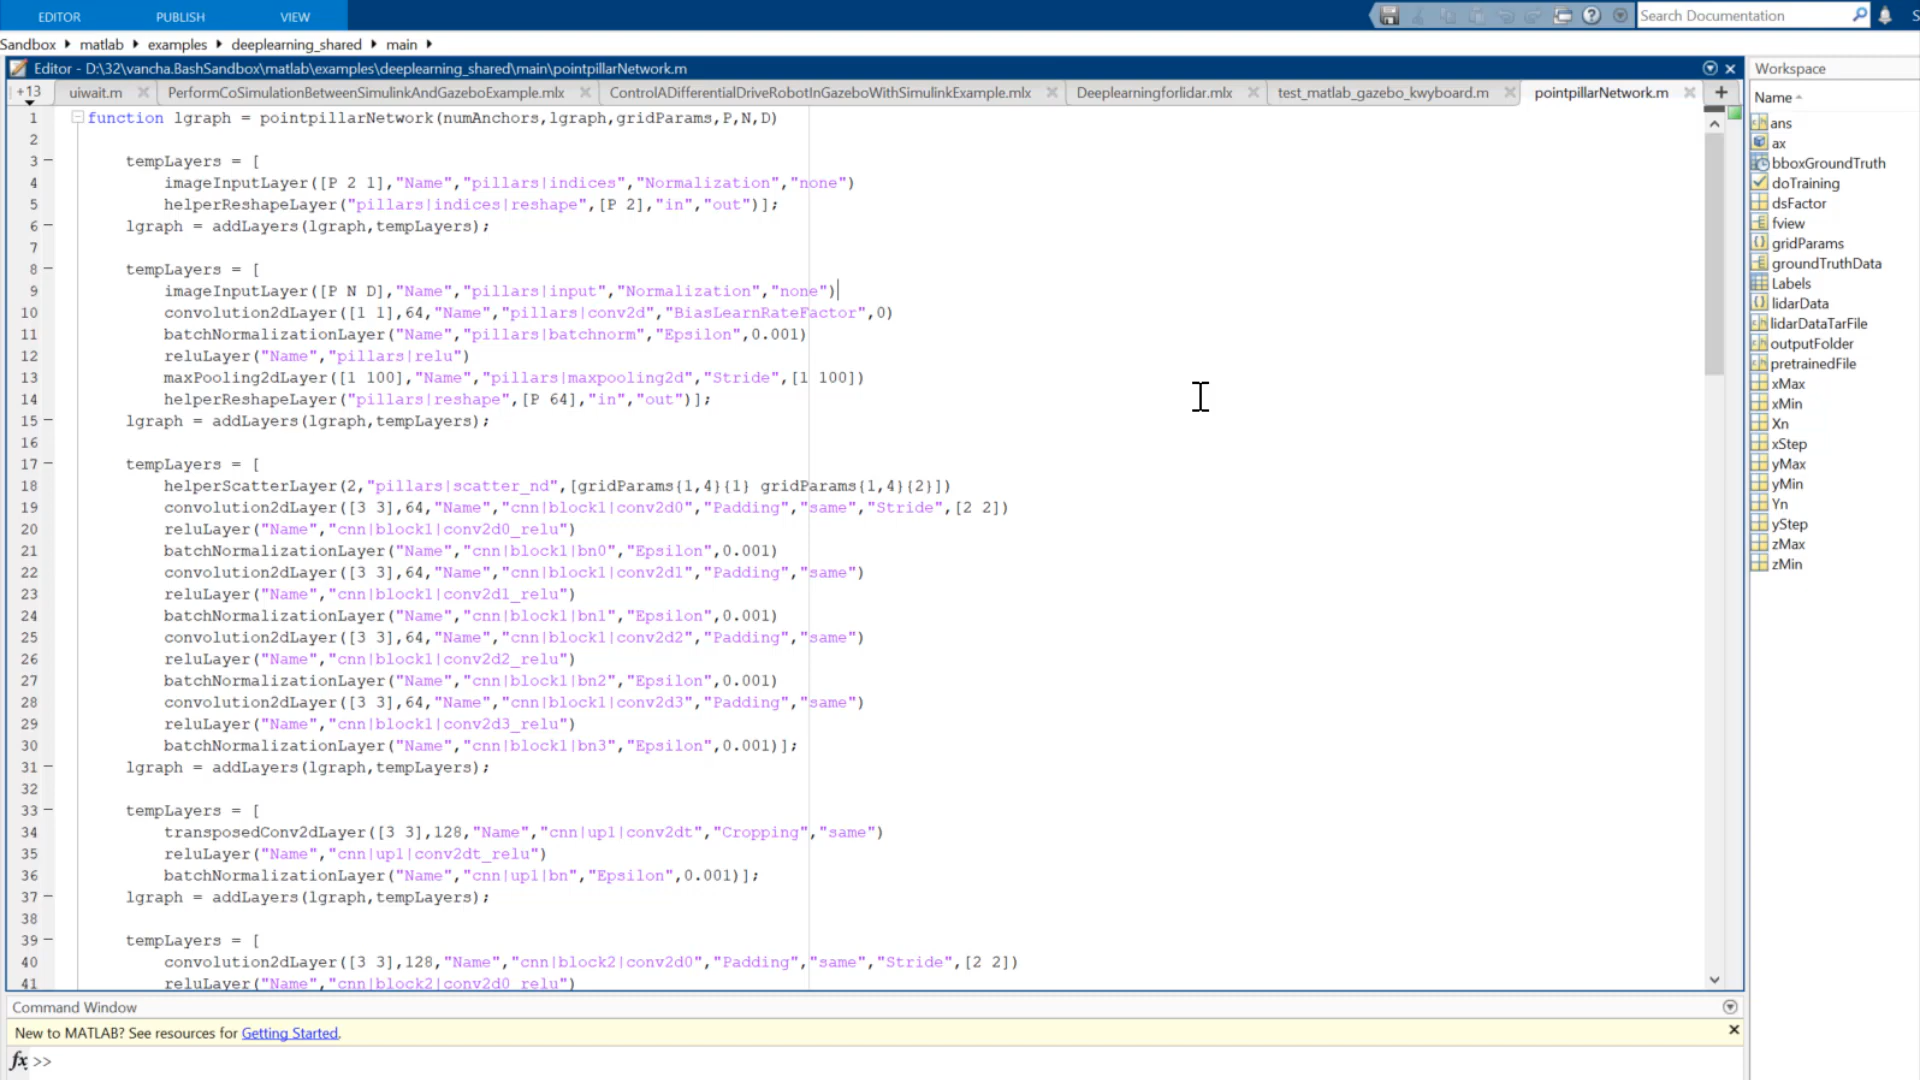 EDITOR PUBLISH VIEW Search Documentation
Sandbox matlab examples deeplearning_shared main
Editor - D:\32\vancha.BashSandbox\matlab\examples\deeplearning_shared\main\pointpillarNetwork.m
+13 uiwait.m PerformCoSimulationBetweenSimulinkAndGazeboExample.mlx ControlADifferentialDriveRobotInGazeboWithSimulinkExample.mlx Deeplearningforlidar.mlx test_matlab_gazebo_kwyboard.m pointpillarNetwork.m +
1 function lgraph = pointpillarNetwork(numAnchors,lgraph,gridParams,P,N,D)
2
3 tempLayers = [
4 imageInputLayer([P 2 1],"Name","pillars|indices","Normalization","none")
5 helperReshapeLayer("pillars|indices|reshape",[P 2],"in","out")];
6 lgraph = addLayers(lgraph,tempLayers);
7
8 tempLayers = [
9 imageInputLayer([P N D],"Name","pillars|input","Normalization","none")
10 convolution2dLayer([1 1],64,"Name","pillars|conv2d","BiasLearnRateFactor",0)
11 batchNormalizationLayer("Name","pillars|batchnorm","Epsilon",0.001)
12 reluLayer("Name","pillars|relu")
13 maxPooling2dLayer([1 100],"Name","pillars|maxpooling2d","Stride",[1 100])
14 helperReshapeLayer("pillars|reshape",[P 64],"in","out")];
15 lgraph = addLayers(lgraph,tempLayers);
16
17 tempLayers = [
18 helperScatterLayer(2,"pillars|scatter_nd",[gridParams{1,4}{1} gridParams{1,4}{2}])
19 convolution2dLayer([3 3],64,"Name","cnn|block1|conv2d0","Padding","same","Stride",[2 2])
20 reluLayer("Name","cnn|block1|conv2d0_relu")
21 batchNormalizationLayer("Name","cnn|block1|bn0","Epsilon",0.001)
22 convolution2dLayer([3 3],64,"Name","cnn|block1|conv2d1","Padding","same")
23 reluLayer("Name","cnn|block1|conv2d1_relu")
24 batchNormalizationLayer("Name","cnn|block1|bn1","Epsilon",0.001)
25 convolution2dLayer([3 3],64,"Name","cnn|block1|conv2d2","Padding","same")
26 reluLayer("Name","cnn|block1|conv2d2_relu")
27 batchNormalizationLayer("Name","cnn|block1|bn2","Epsilon",0.001)
28 convolution2dLayer([3 3],64,"Name","cnn|block1|conv2d3","Padding","same")
29 reluLayer("Name","cnn|block1|conv2d3_relu")
30 batchNormalizationLayer("Name","cnn|block1|bn3","Epsilon",0.001)];
31 lgraph = addLayers(lgraph,tempLayers);
32
33 tempLayers = [
34 transposedConv2dLayer([3 3],128,"Name","cnn|up1|conv2dt","Cropping","same")
35 reluLayer("Name","cnn|up1|conv2dt_relu")
36 batchNormalizationLayer("Name","cnn|up1|bn","Epsilon",0.001)];
37 lgraph = addLayers(lgraph,tempLayers);
38
39 tempLayers = [
40 convolution2dLayer([3 3],128,"Name","cnn|block2|conv2d0","Padding","same","Stride",[2 2])
41 reluLayer("Name","cnn|block2|conv2d0_relu")
Command Window
New to MATLAB? See resources for Getting Started.
fx >>
Workspace
Name
ans
ax
bboxGroundTruth
doTraining
dsFactor
fview
gridParams
groundTruthData
Labels
lidarData
lidarDataTarFile
outputFolder
pretrainedFile
xMax
xMin
Xn
xStep
yMax
yMin
Yn
yStep
zMax
zMin